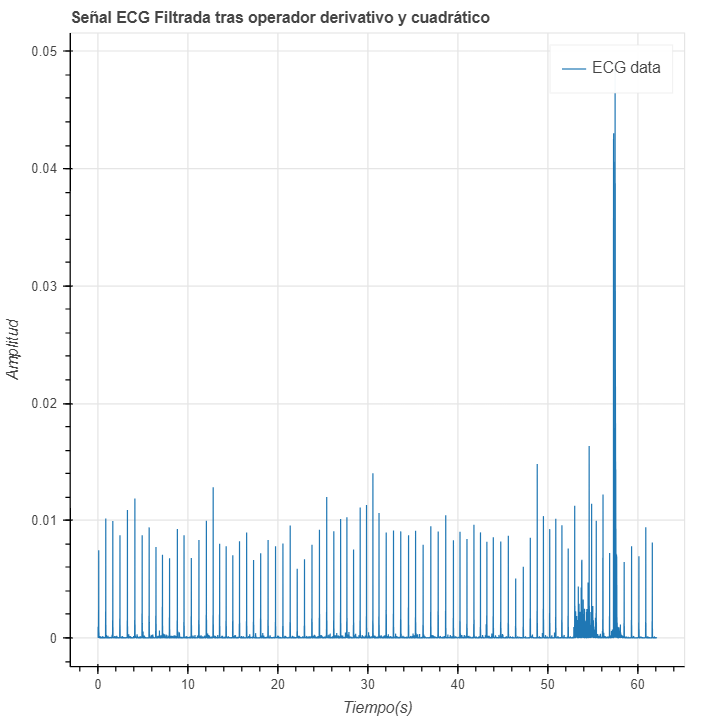 Señal ECG Filtrada tras operador derivativo y cuadrático
ECG data
0.05
0.04
0.03
0.02
0.01
0
Amplitud
0 10 20 30 40 50 60
Tiempo(s)